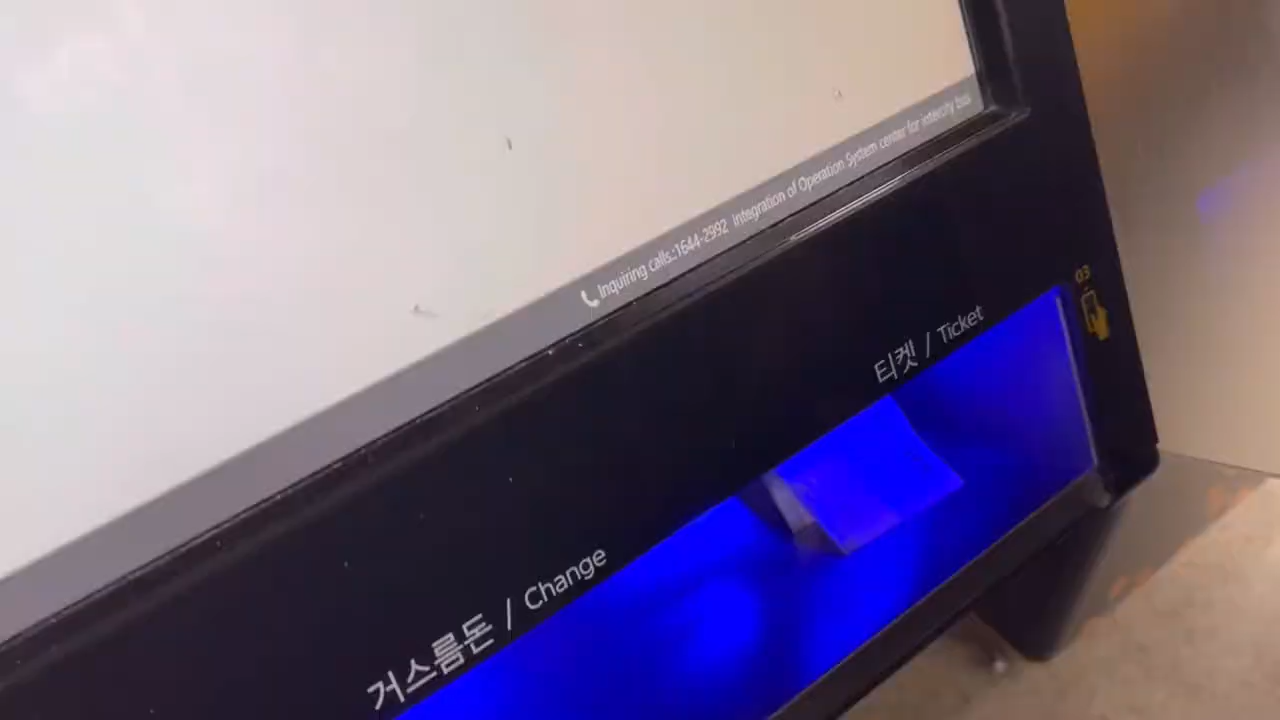 Inquiring calls.:1644-2992 Integration of Operation System center for intercity bus
03
티켓 / Ticket
거스름돈 / Change